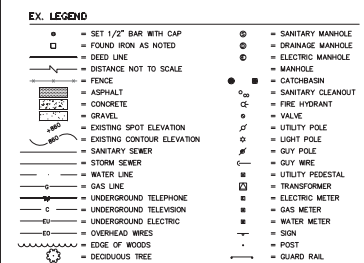 EX. LEGEND
= SET 1/2" BAR WITH CAP
= FOUND IRON AS NOTED
= DEED LINE
= DISTANCE NOT TO SCALE
= FENCE
= ASPHALT
= CONCRETE
= GRAVEL
+860 = EXISTING SPOT ELEVATION
860 = EXISTING CONTOUR ELEVATION
= SANITARY SEWER
= STORM SEWER
= WATER LINE
G = GAS LINE
= UNDERGROUND TELEPHONE
C = UNDERGROUND TELEVISION
EU = UNDERGROUND ELECTRIC
EO = OVERHEAD WIRES
= EDGE OF WOODS
= DECIDUOUS TREE
S = SANITARY MANHOLE
D = DRAINAGE MANHOLE
E = ELECTRIC MANHOLE
= MANHOLE
= CATCHBASIN
= SANITARY CLEANOUT
= FIRE HYDRANT
= VALVE
= UTILITY POLE
= LIGHT POLE
= GUY POLE
= GUY WIRE
= UTILITY PEDESTAL
= TRANSFORMER
= ELECTRIC METER
= GAS METER
= WATER METER
= SIGN
= POST
= GUARD RAIL